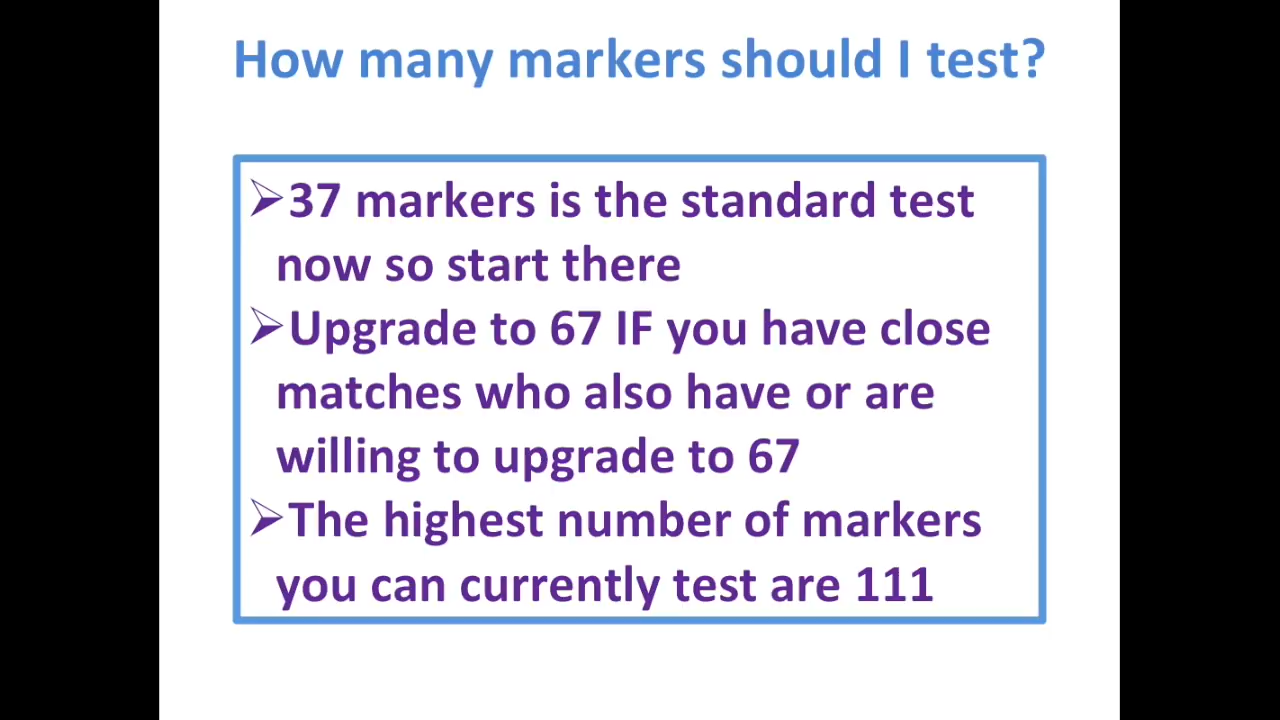 How many markers should I test?
➢37 markers is the standard test
now so start there
➢Upgrade to 67 IF you have close
matches who also have or are
willing to upgrade to 67
➢The highest number of markers
you can currently test are 111